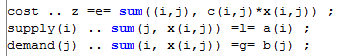 cost .. z =e= sum((i,j), c(i,j)*x(i,j)) ;
supply(i) .. sum(j, x(i,j)) =l= a(i) ;
demand(j) .. sum(i, x(i,j)) =g= b(j) ;